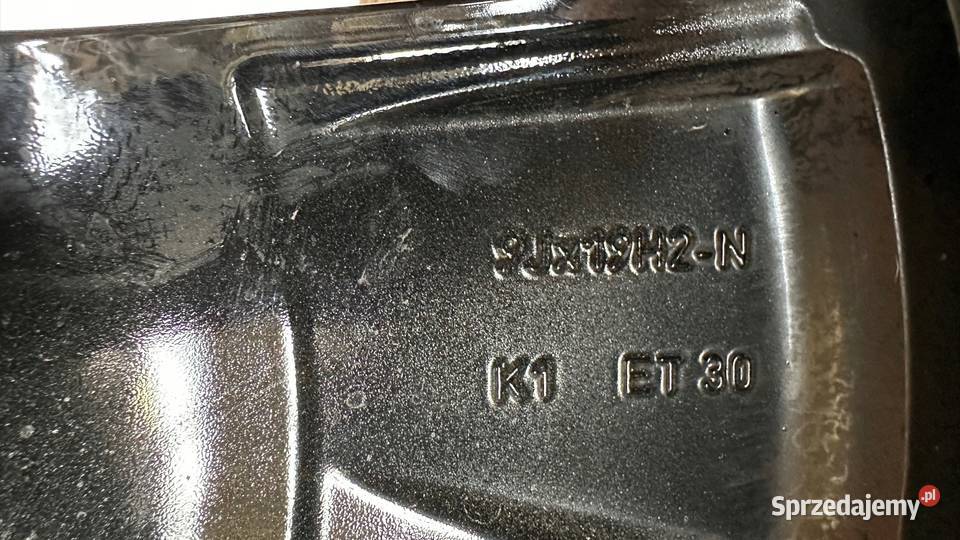 9Jx19H2-N
K1 ET 30
Sprzedajemy.pl